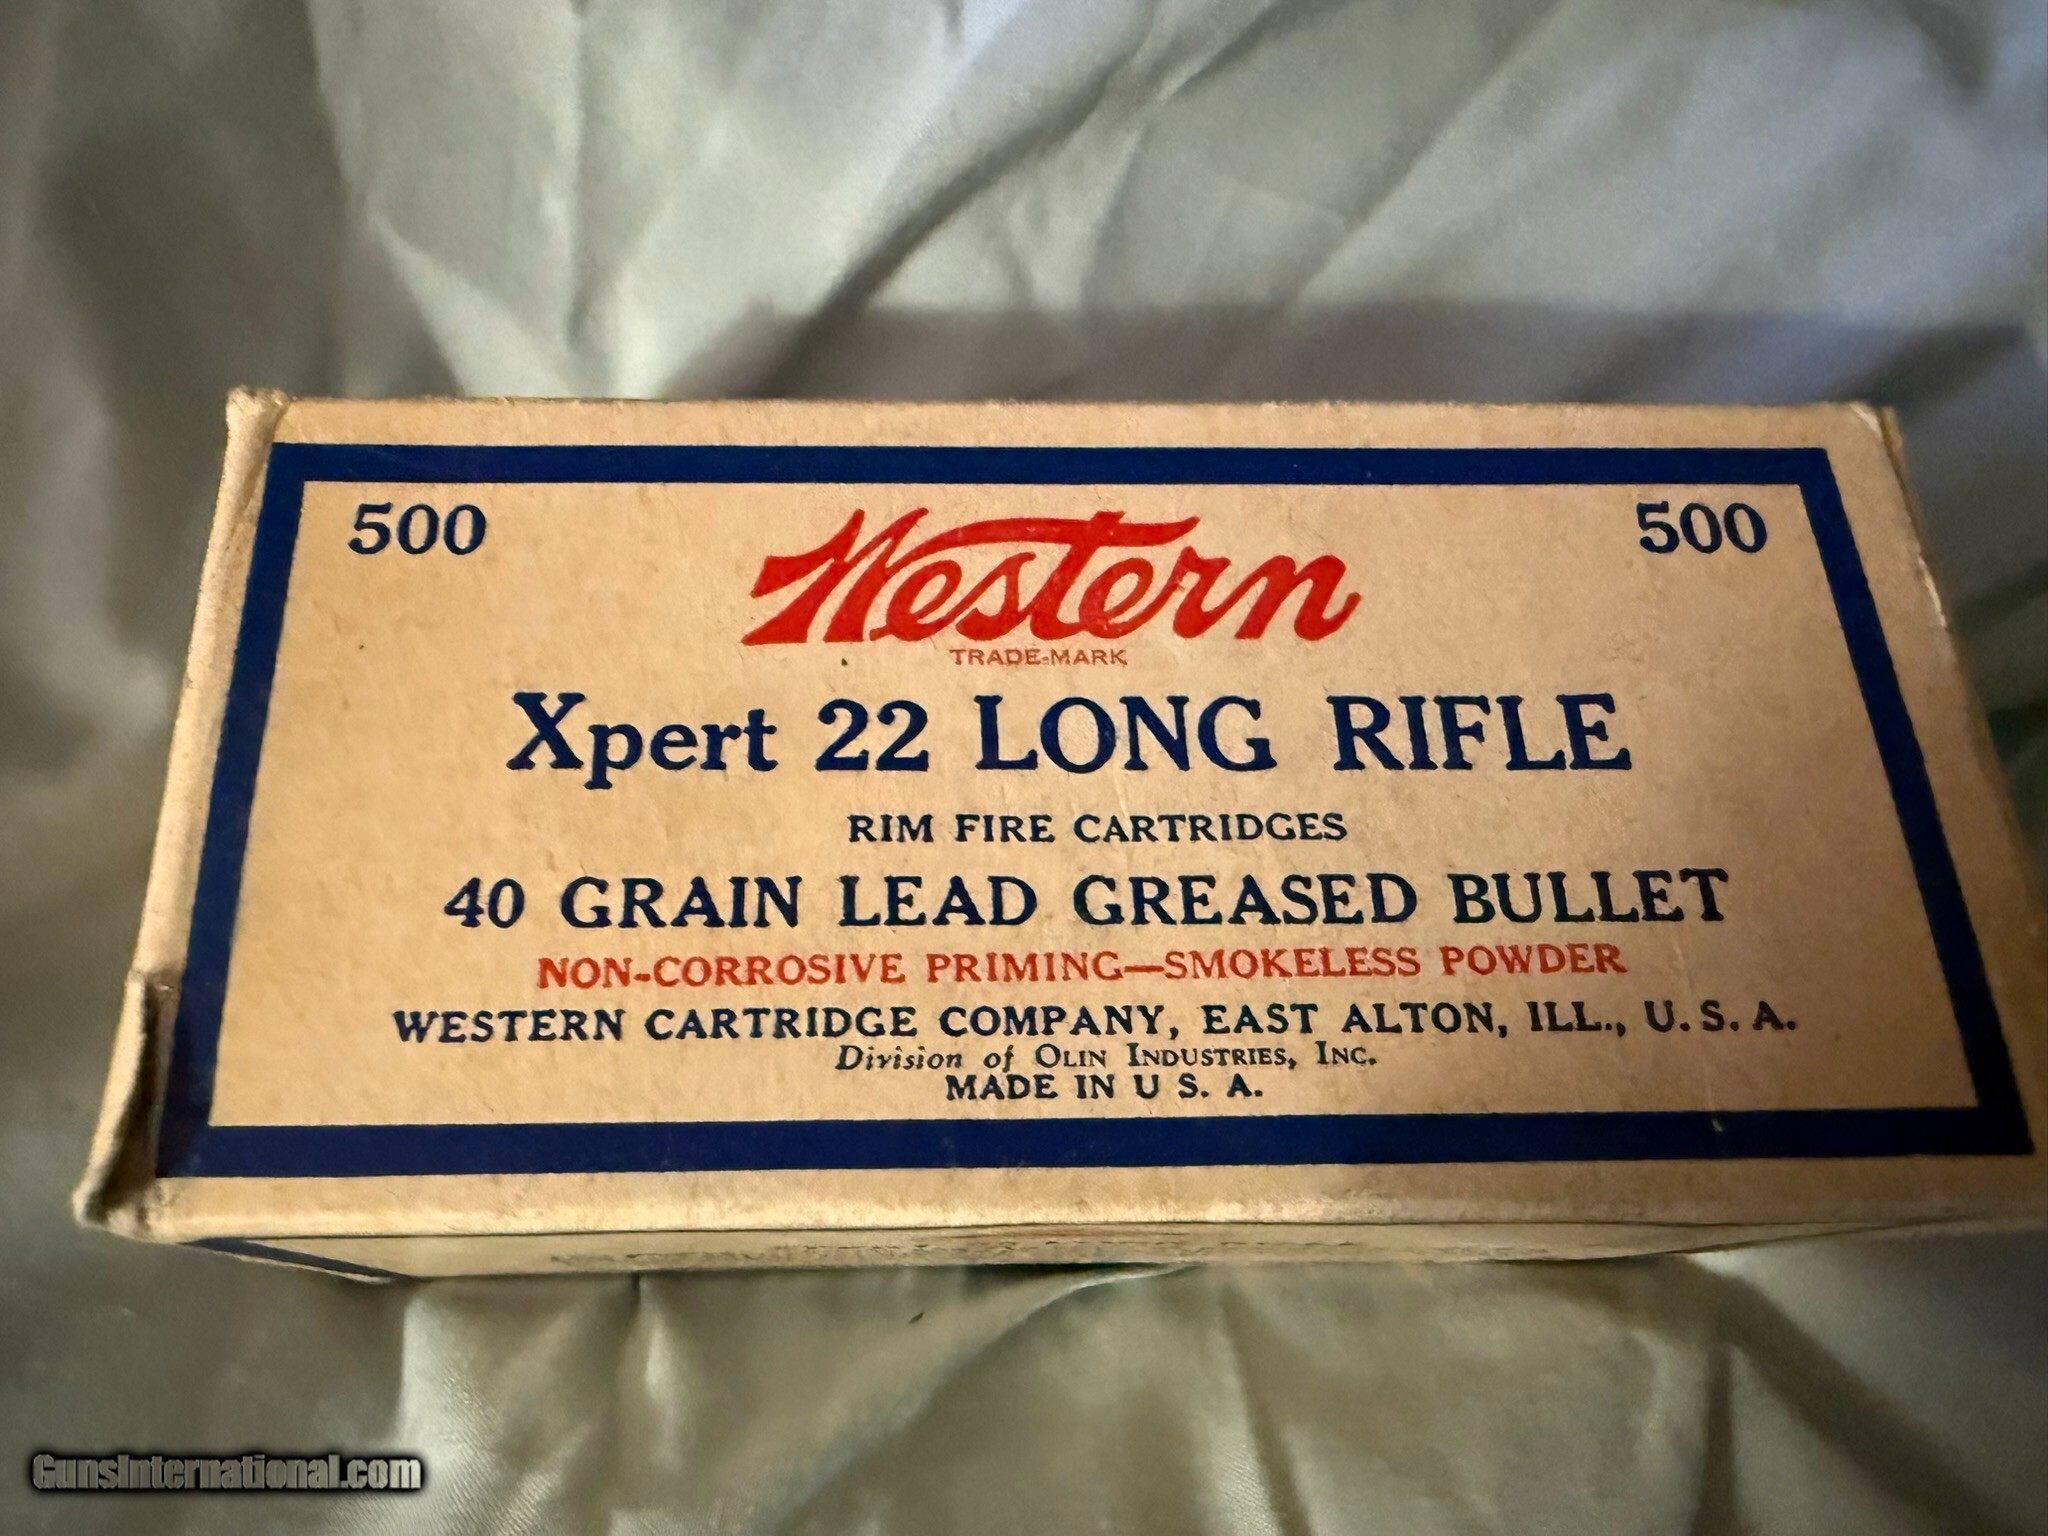 500 Western 500
TRADE-MARK
Xpert 22 LONG RIFLE
RIM FIRE CARTRIDGES
40 GRAIN LEAD GREASED BULLET
NON-CORROSIVE PRIMING—SMOKELESS POWDER
WESTERN CARTRIDGE COMPANY, EAST ALTON, ILL., U. S. A.
Division of OLIN INDUSTRIES, INC.
MADE IN U S. A.
GunsInternational.com